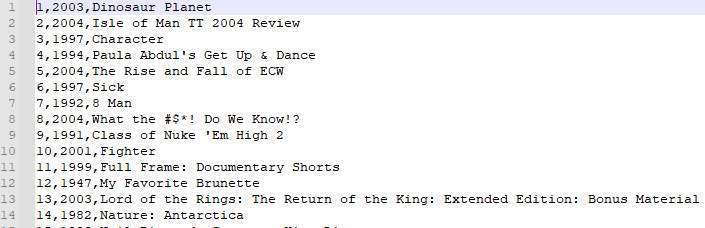 1 1,2003,Dinosaur Planet
2 2,2004,Isle of Man TT 2004 Review
3 3,1997,Character
4 4,1994,Paula Abdul's Get Up & Dance
5 5,2004,The Rise and Fall of ECW
6 6,1997,Sick
7 7,1992,8 Man
8 8,2004,What the #$*! Do We Know!?
9 9,1991,Class of Nuke 'Em High 2
10 10,2001,Fighter
11 11,1999,Full Frame: Documentary Shorts
12 12,1947,My Favorite Brunette
13 13,2003,Lord of the Rings: The Return of the King: Extended Edition: Bonus Material
14 14,1982,Nature: Antarctica